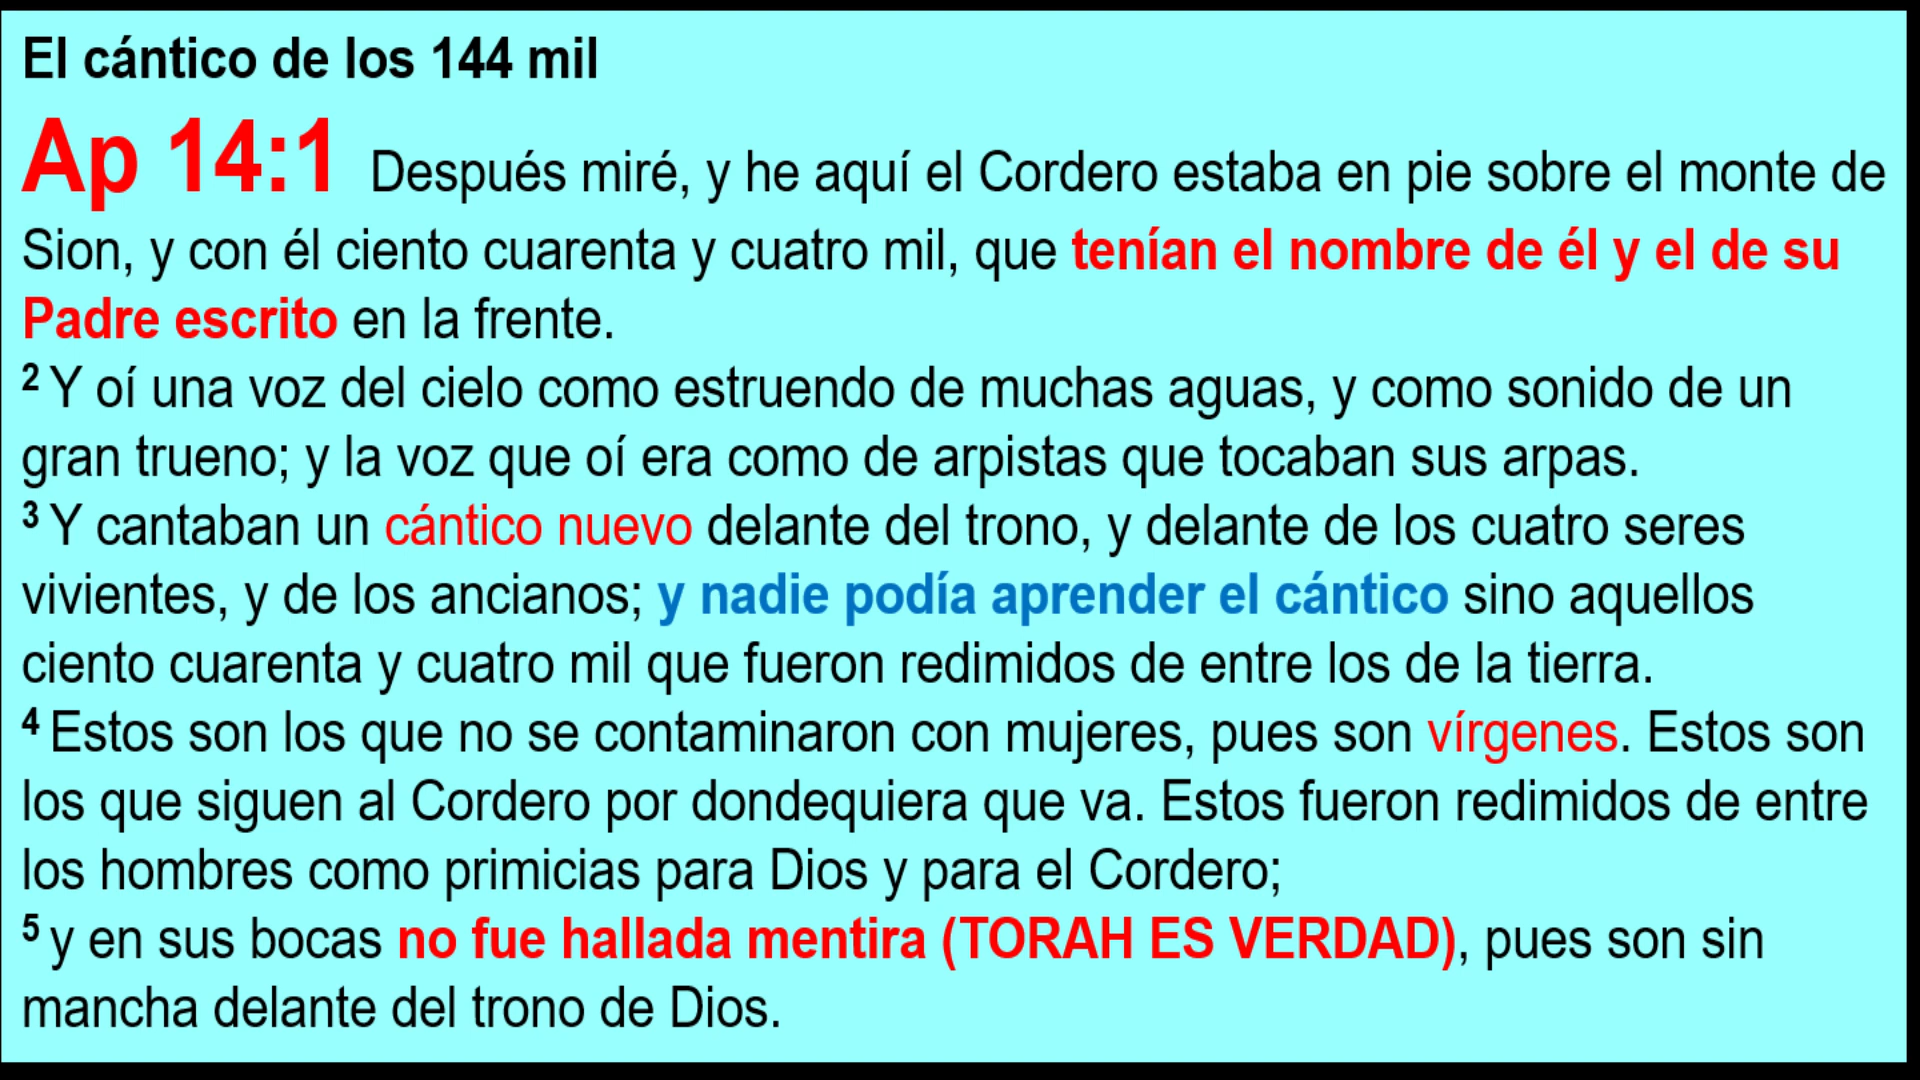 El cántico de los 144 mil
Ap 14:1 Después miré, y he aquí el Cordero estaba en pie sobre el monte de
Sion, y con él ciento cuarenta y cuatro mil, que tenían el nombre de él y el de su
Padre escrito en la frente.
2 Y oí una voz del cielo como estruendo de muchas aguas, y como sonido de un
gran trueno; y la voz que oí era como de arpistas que tocaban sus arpas.
3 Y cantaban un cántico nuevo delante del trono, y delante de los cuatro seres
vivientes, y de los ancianos; y nadie podía aprender el cántico sino aquellos
ciento cuarenta y cuatro mil que fueron redimidos de entre los de la tierra.
4 Estos son los que no se contaminaron con mujeres, pues son vírgenes. Estos son
los que siguen al Cordero por dondequiera que va. Estos fueron redimidos de entre
los hombres como primicias para Dios y para el Cordero;
5 y en sus bocas no fue hallada mentira (TORAH ES VERDAD), pues son sin
mancha delante del trono de Dios.